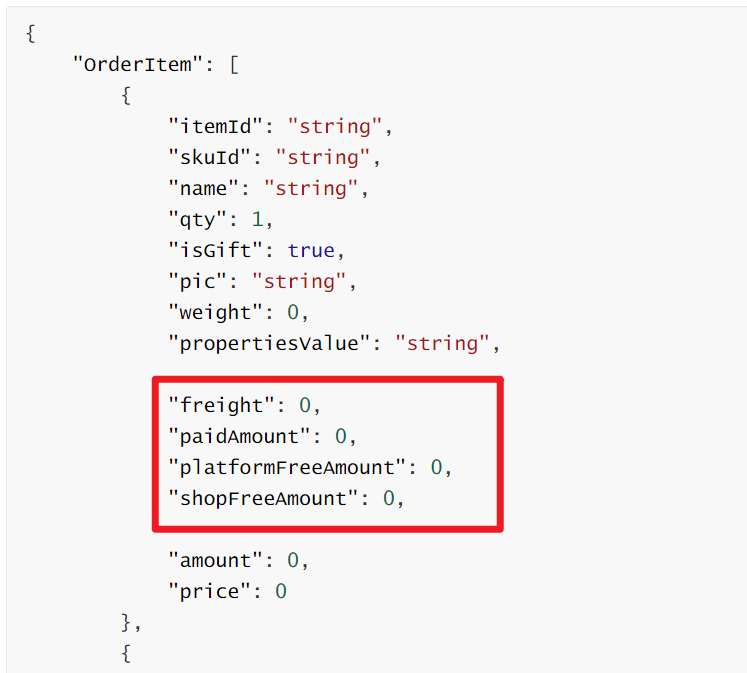 {
    "OrderItem": [
        {
            "itemId": "string",
            "skuId": "string",
            "name": "string",
            "qty": 1,
            "isGift": true,
            "pic": "string",
            "weight": 0,
            "propertiesValue": "string",
            "freight": 0,
            "paidAmount": 0,
            "platformFreeAmount": 0,
            "shopFreeAmount": 0,
            "amount": 0,
            "price": 0
        },
        {